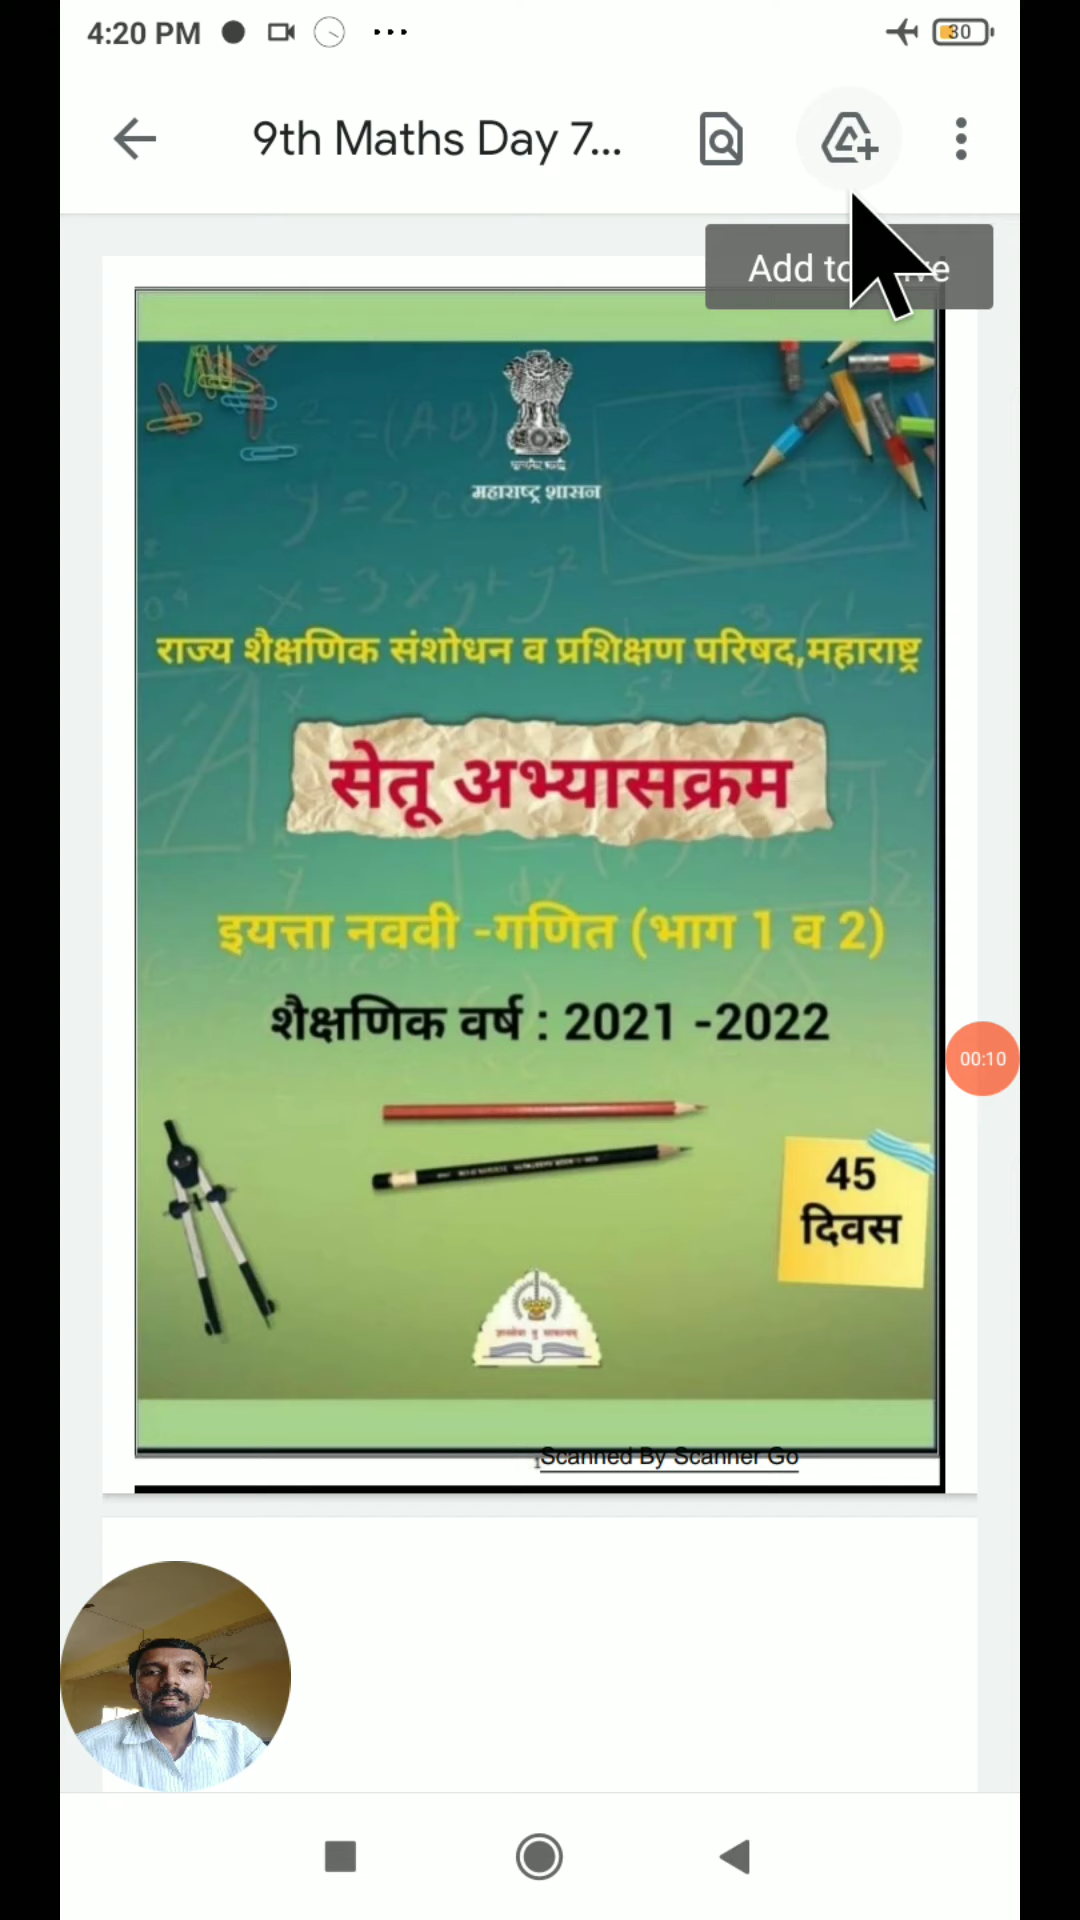 4:20 PM
30
9th Maths Day 7...
Add to
महाराष्ट्र शासन
राज्य शैक्षणिक संशोधन व प्रशिक्षण परिषद,महाराष्ट्र
सेतू अभ्यासक्रम
इयत्ता नववी -गणित (भाग 1 व 2)
शैक्षणिक वर्ष : 2021 -2022
00:10
45
दिवस
Scanned By Scanner Go